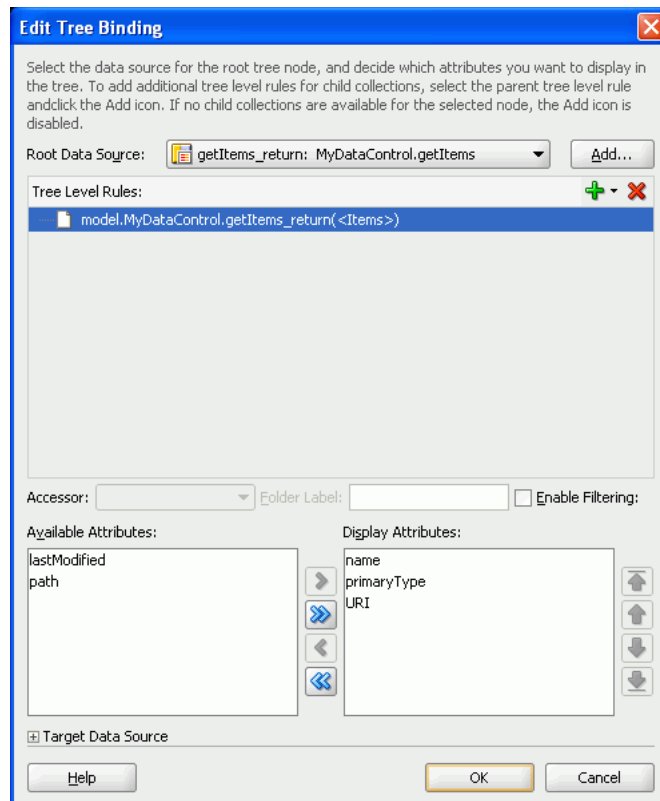 Edit Tree Binding
Select the data source for the root tree node, and decide which attributes you want to display in
the tree. To add additional tree level rules for child collections, select the parent tree level rule
andclick the Add icon. If no child collections are available for the selected node, the Add icon is
disabled.
Root Data Source: getItems_return: MyDataControl.getItems Add...
Tree Level Rules:
model.MyDataControl.getItems_return(<Items>)
Accessor: Folder Label: Enable Filtering:
Available Attributes: Display Attributes:
lastModified name
path primaryType
URI
Target Data Source
Help OK Cancel